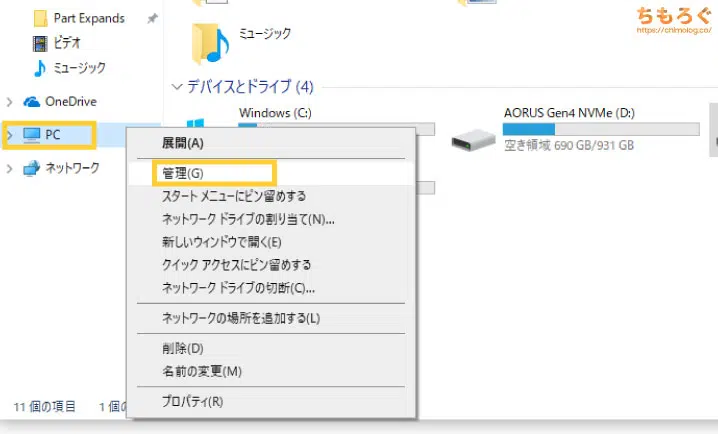 Part Expands
ビデオ
ミュージック
OneDrive
PC
ネットワーク
ミュージック
ちもろぐ
https://chimolog.co/
デバイスとドライブ (4)
Windows (C:)
AORUS Gen4 NVMe (D:)
空き領域 690 GB/931 GB
展開(A)
管理(G)
スタート メニューにピン留めする
ネットワーク ドライブの割り当て(N)...
新しいウィンドウで開く(E)
クイック アクセスにピン留めする
ネットワーク ドライブの切断(C)...
ネットワークの場所を追加する(L)
削除(D)
名前の変更(M)
プロパティ(R)
11 個の項目
1 個